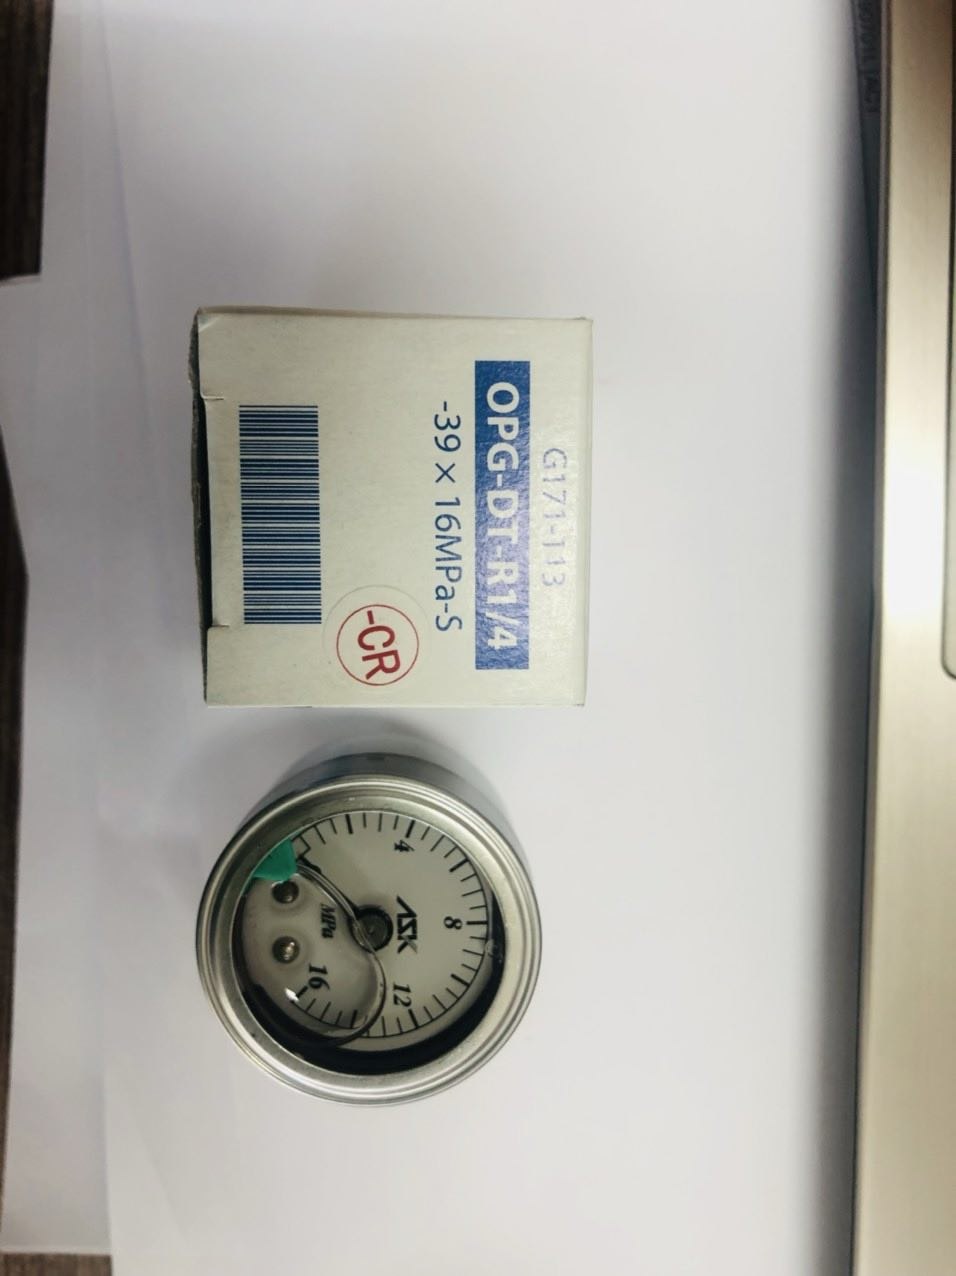 G171-113
OPG-DT-R1/4
-39×16MPa-S
-CR
4
8
12
16
ASK
MPa